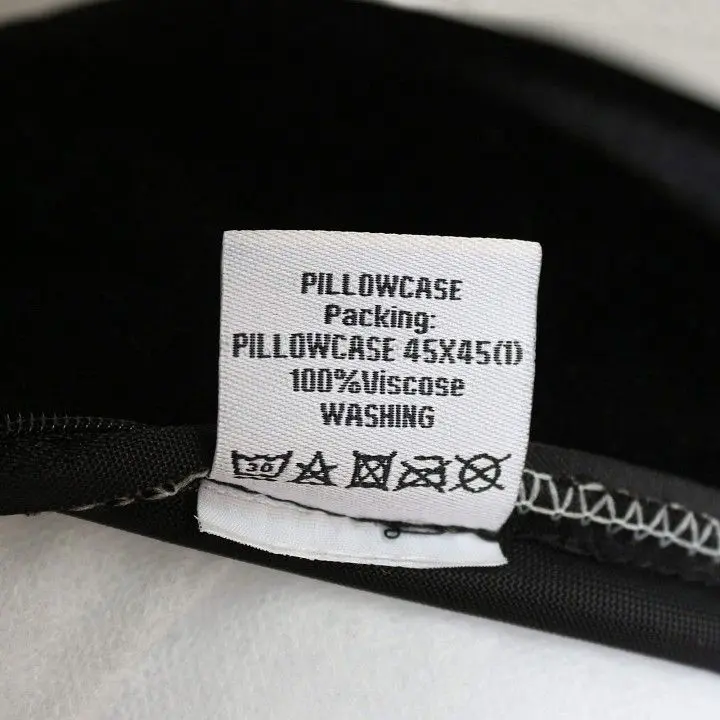 PILLOWCASE
Packing:
PILLOWCASE 45X45(1)
100%Viscose
WASHING
30